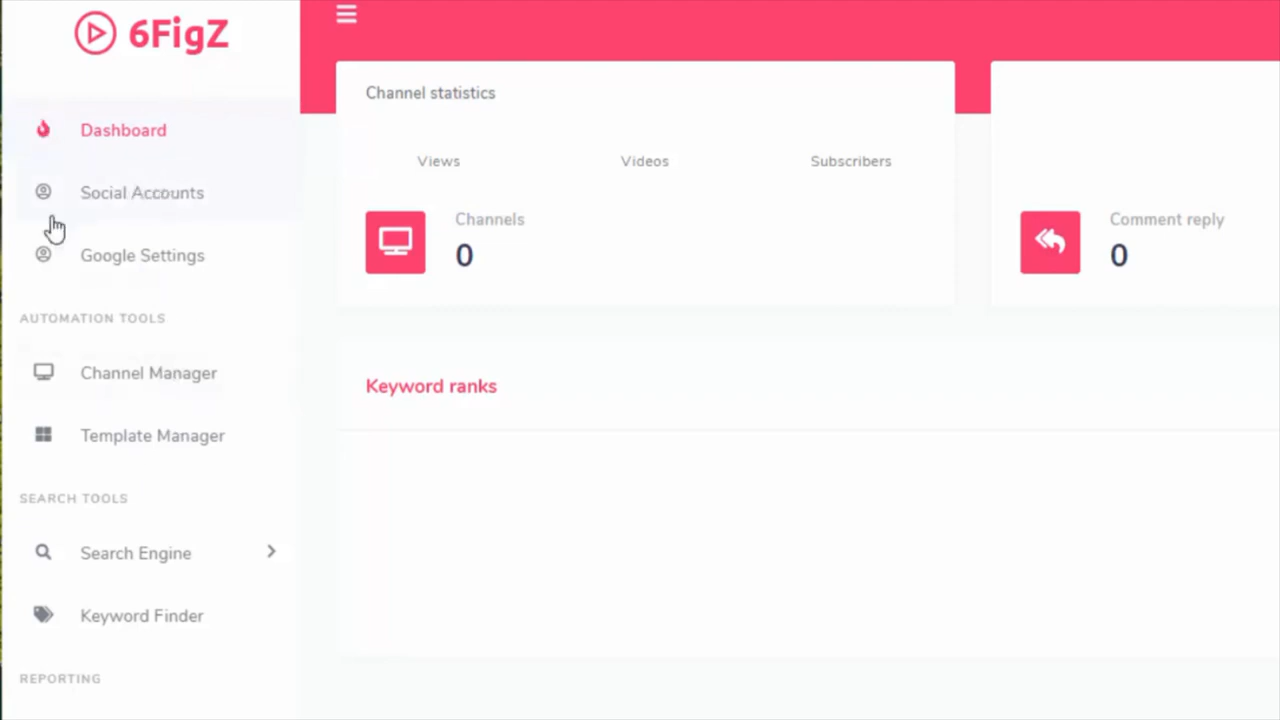 6FigZ
Dashboard
Social Accounts
Google Settings
AUTOMATION TOOLS
Channel Manager
Template Manager
SEARCH TOOLS
Search Engine
Keyword Finder
REPORTING
Channel statistics
Views Videos Subscribers
Channels
0
Comment reply
0
Keyword ranks